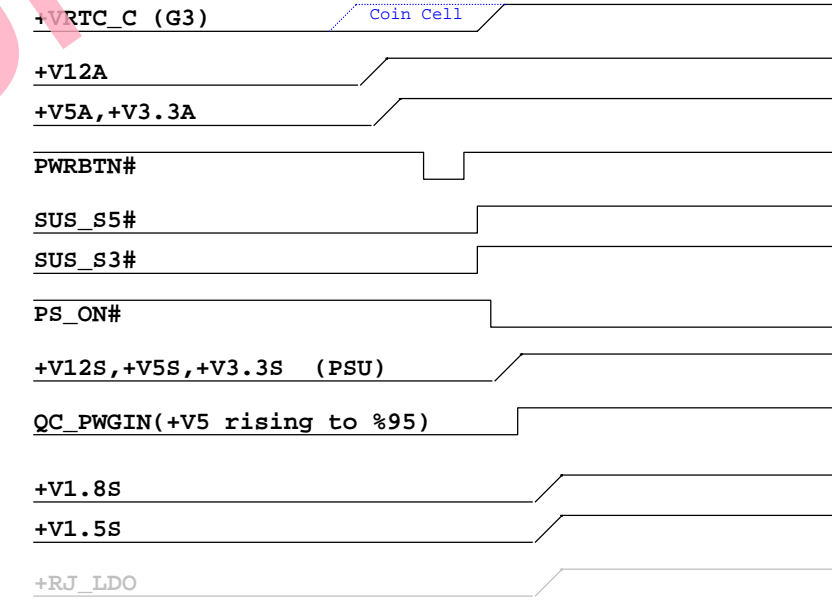 +VRTC_C (G3) Coin Cell
+V12A
+V5A,+V3.3A
PWRBTN#
SUS_S5#
SUS_S3#
PS_ON#
+V12S,+V5S,+V3.3S (PSU)
QC_PWGIN(+V5 rising to %95)
+V1.8S
+V1.5S
+RJ_LDO